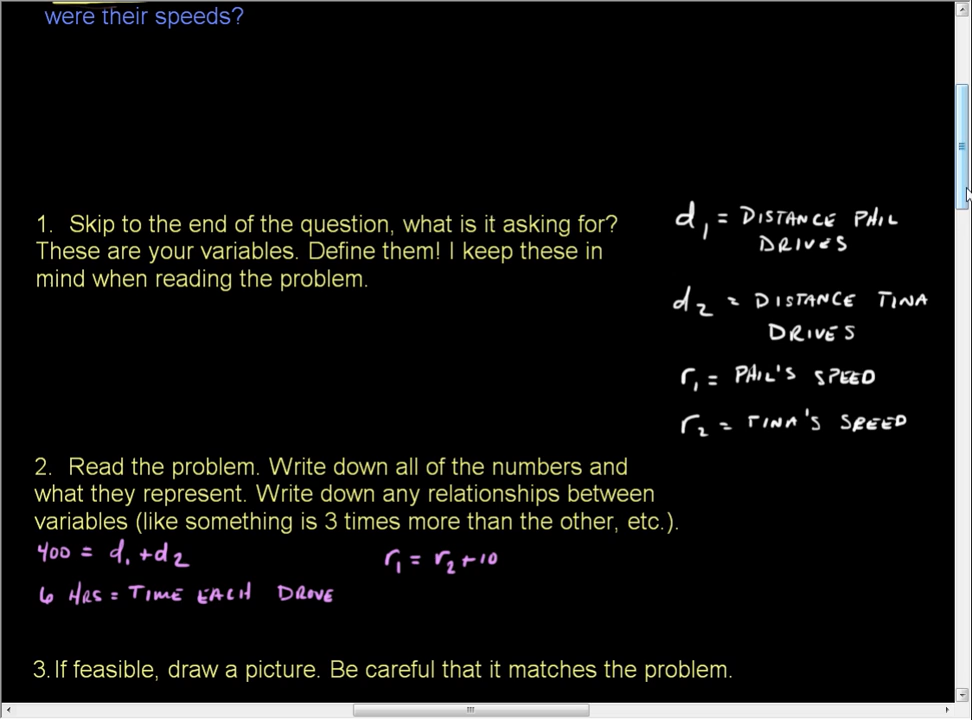 were their speeds?
1. Skip to the end of the question, what is it asking for?
These are your variables. Define them! I keep these in
mind when reading the problem.
d₁ = DISTANCE PHIL
DRIVES
d₂ = DISTANCE TINA
DRIVES
r₁ = PHIL'S SPEED
r₂ = TINA'S SPEED
2. Read the problem. Write down all of the numbers and
what they represent. Write down any relationships between
variables (like something is 3 times more than the other, etc.).
400 = d₁ + d₂
r₁ = r₂ + 10
6 HRS = TIME EACH DROVE
3. If feasible, draw a picture. Be careful that it matches the problem.